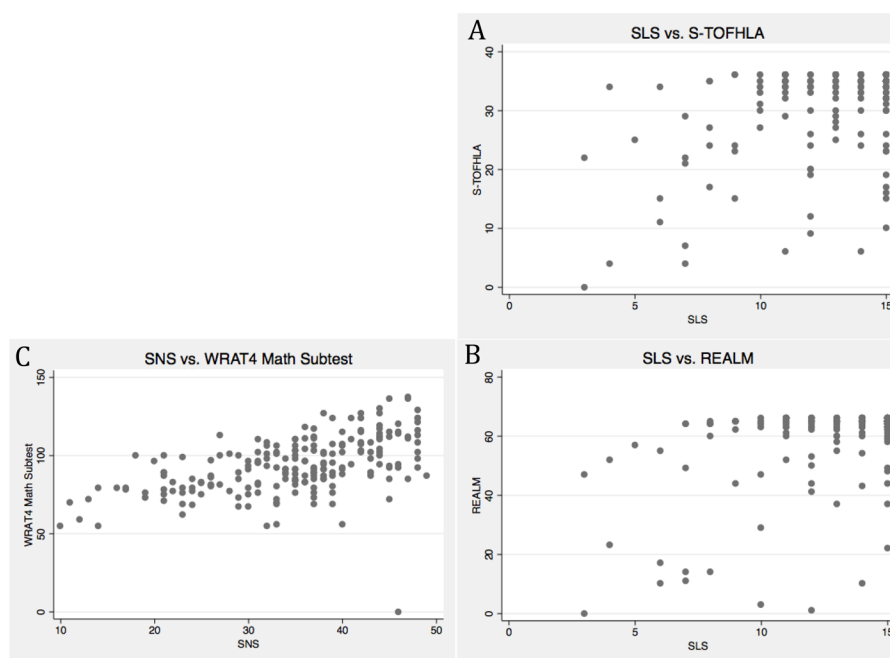 A
SLS vs. S-TOFHLA
S-TOFHLA
40
30
20
10
0
0 5 10 15
SLS
C
SNS vs. WRAT4 Math Subtest
WRAT4 Math Subtest
150
100
50
0
10 20 30 40 50
SNS
B
SLS vs. REALM
REALM
80
60
40
20
0
0 5 10 15
SLS